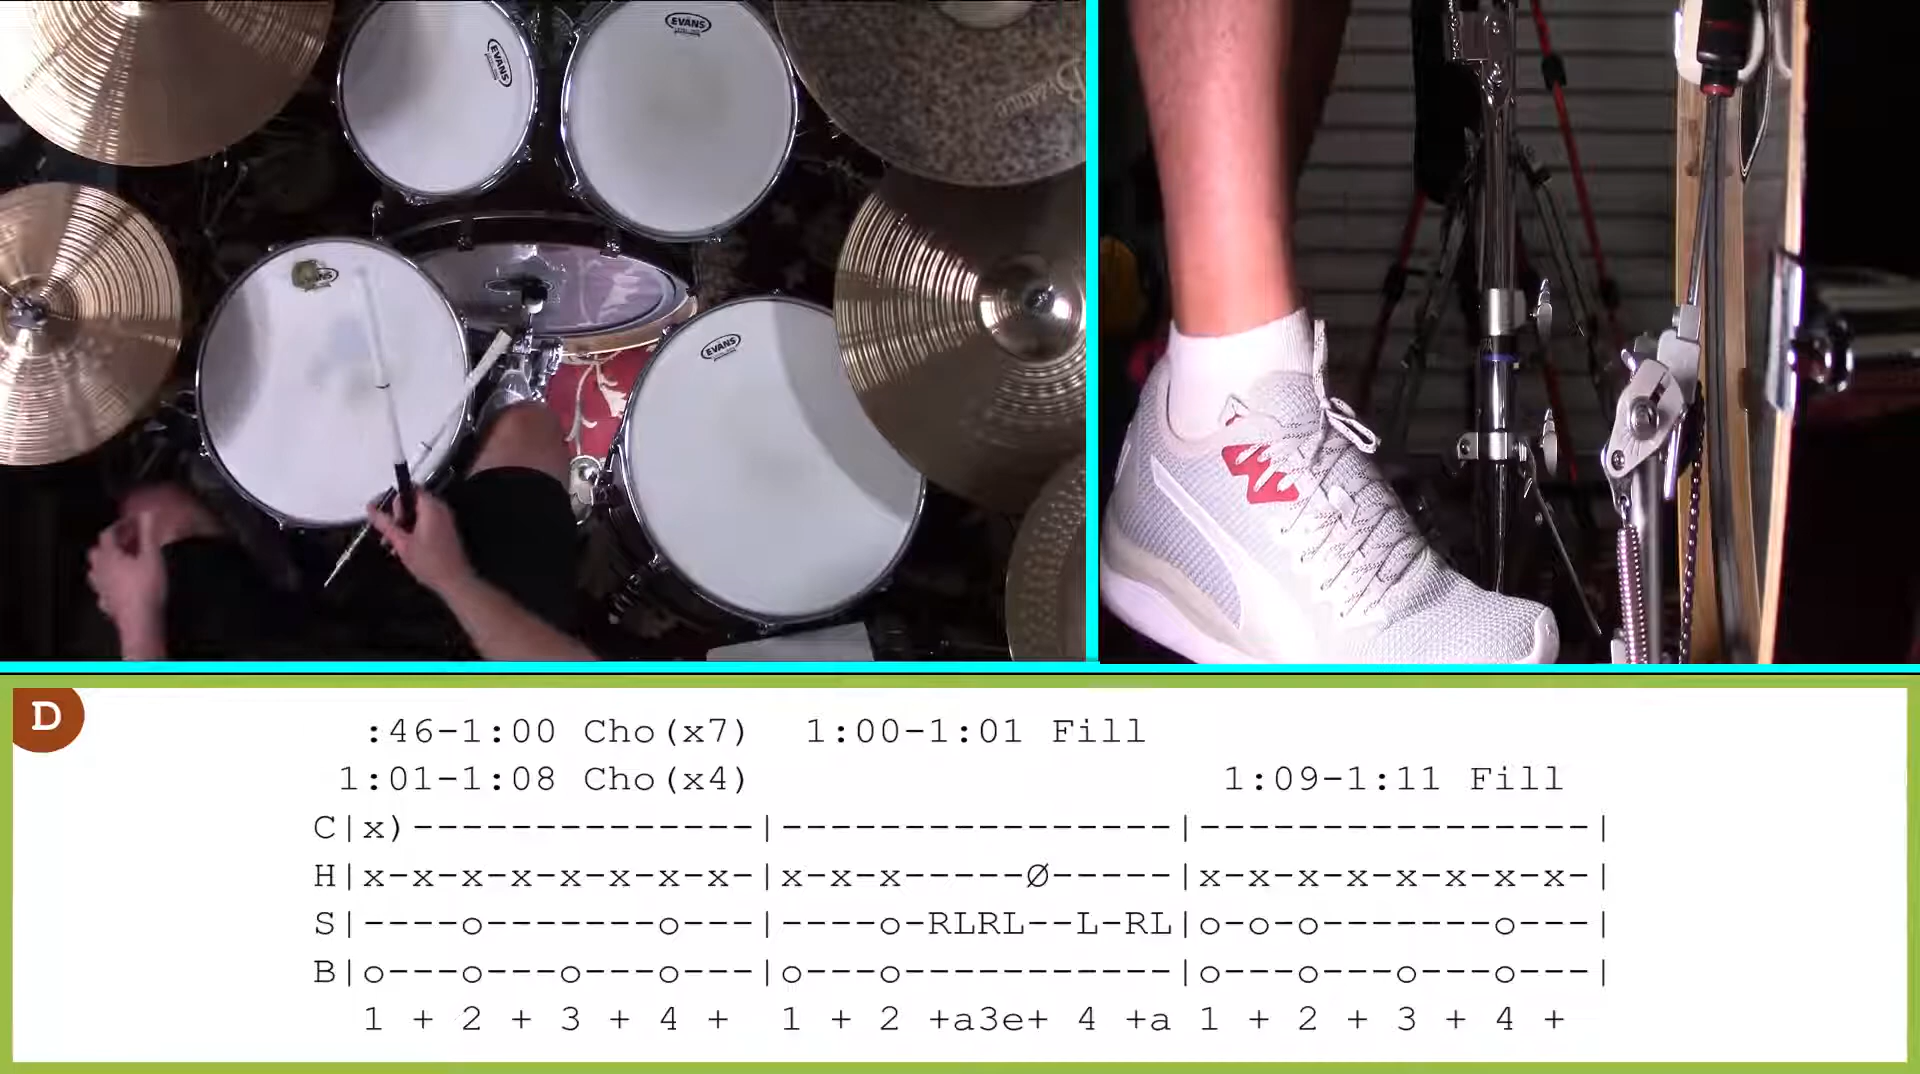 EVANS
EVANS
EVANS
D
:46-1:00 Cho(x7) 1:00-1:01 Fill
1:01-1:08 Cho(x4) 1:09-1:11 Fill
C|x)--------------|----------------|----------------|
H|x-x-x-x-x-x-x-x-|x-x-x-----Ø-----|x-x-x-x-x-x-x-x-|
S|----o-------o---|----o-RLRL--L-RL|o-o-o-------o---|
B|o---o---o---o---|o---o-----------|o---o---o---o---|
1 + 2 + 3 + 4 + 1 + 2 +a3e+ 4 +a 1 + 2 + 3 + 4 +